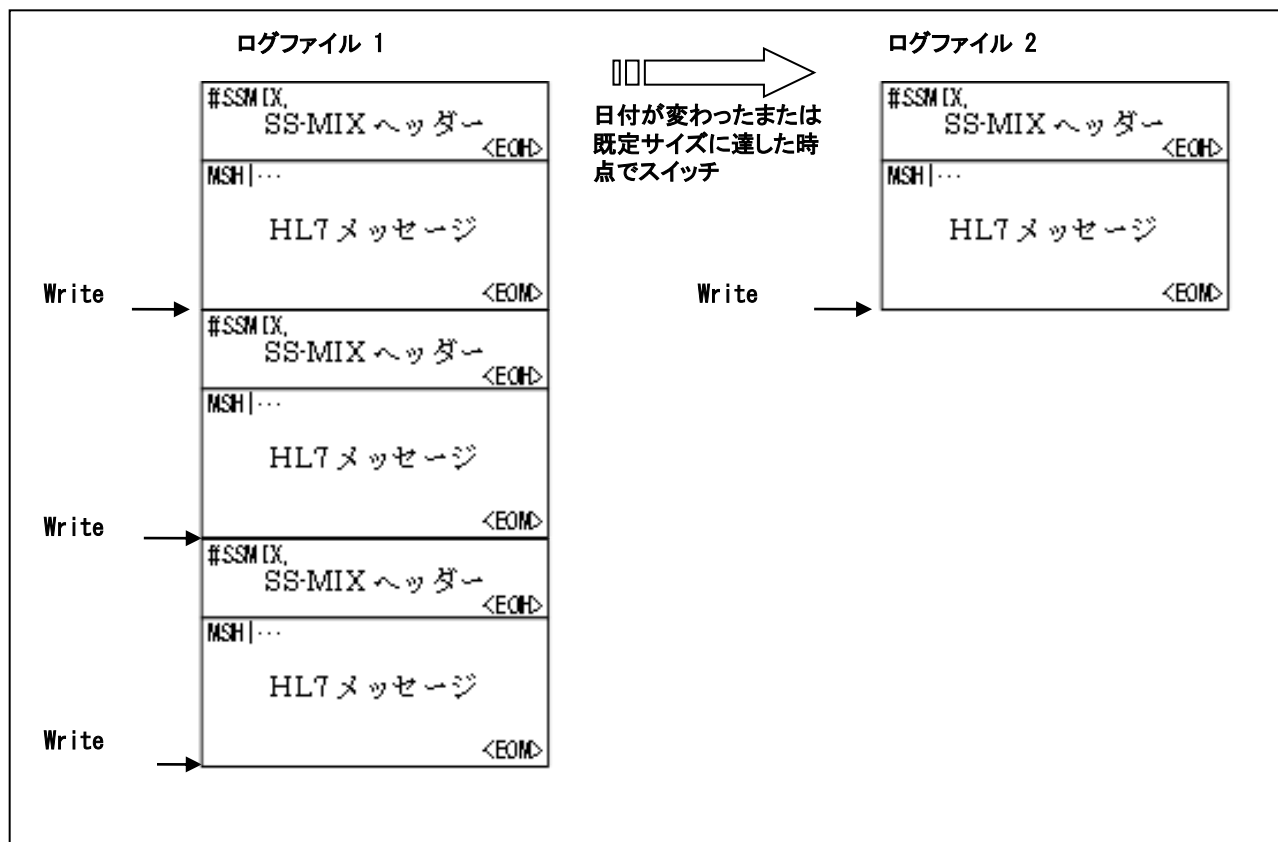 ログファイル 1
#SSMIX,
SS-MIX ヘッダー
<EOH>
MSH|…
HL7メッセージ
<EOM>
Write
#SSMIX,
SS-MIX ヘッダー
<EOH>
MSH|…
HL7メッセージ
<EOM>
Write
#SSMIX,
SS-MIX ヘッダー
<EOH>
MSH|…
HL7メッセージ
<EOM>
Write
日付が変わったまたは
既定サイズに達した時
点でスイッチ
ログファイル 2
#SSMIX,
SS-MIX ヘッダー
<EOH>
MSH|…
HL7メッセージ
<EOM>
Write